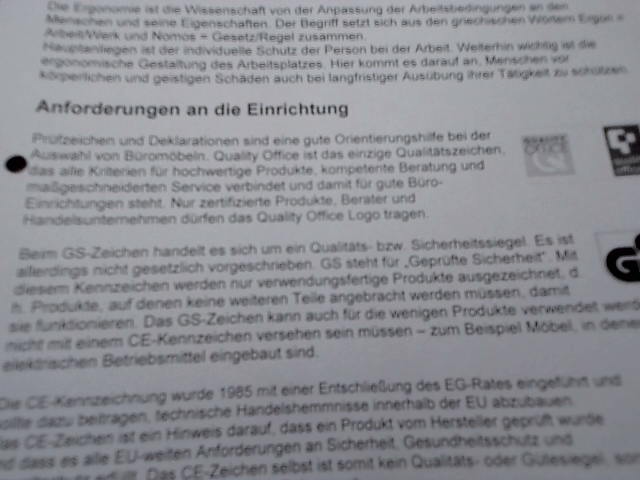 Die Ergonomie ist die Wissenschaft von der Anpassung der Arbeitsbedingungen an den
Menschen und seine Eigenschaften. Der Begriff setzt sich aus den griechischen Wörtern Ergon =
Arbeit/Werk und Nomos = Gesetz/Regel zusammen.
Hauptanliegen ist der individuelle Schutz der Person bei der Arbeit. Weiterhin wichtig ist die
ergonomische Gestaltung des Arbeitsplatzes. Hier kommt es darauf an, Menschen vor
körperlichen und geistigen Schäden auch bei langfristiger Ausübung ihrer Tätigkeit zu schützen.
Anforderungen an die Einrichtung
Prüfzeichen und Deklarationen sind eine gute Orientierungshilfe bei der
Auswahl von Büromöbeln. Quality Office ist das einzige Qualitätszeichen,
das alle Kriterien für hochwertige Produkte, kompetente Beratung und
maßgeschneiderten Service verbindet und damit für gute Büro-
Einrichtungen steht. Nur zertifizierte Produkte, Berater und
Handelsunternehmen dürfen das Quality Office Logo tragen.
QUALITY
OFFICE
office
Beim GS-Zeichen handelt es sich um ein Qualitäts- bzw. Sicherheitssiegel. Es ist
allerdings nicht gesetzlich vorgeschrieben. GS steht für „Geprüfte Sicherheit". Mit
diesem Kennzeichen werden nur verwendungsfertige Produkte ausgezeichnet, d.
h. Produkte, auf denen keine weiteren Teile angebracht werden müssen, damit
sie funktionieren. Das GS-Zeichen kann auch für die wenigen Produkte verwendet werd
nicht mit einem CE-Kennzeichen versehen sein müssen – zum Beispiel Möbel, in dene
elektrischen Betriebsmittel eingebaut sind.
Die CE-Kennzeichnung wurde 1985 mit einer Entschließung des EG-Rates eingeführt und
sollte dazu beitragen, technische Handelshemmnisse innerhalb der EU abzubauen.
Das CE-Zeichen ist ein Hinweis darauf, dass ein Produkt vom Hersteller geprüft wurde
nd dass es alle EU-weiten Anforderungen an Sicherheit, Gesundheitsschutz und
erfüllt. Das CE-Zeichen selbst ist somit kein Qualitäts- oder Gütesiegel, son